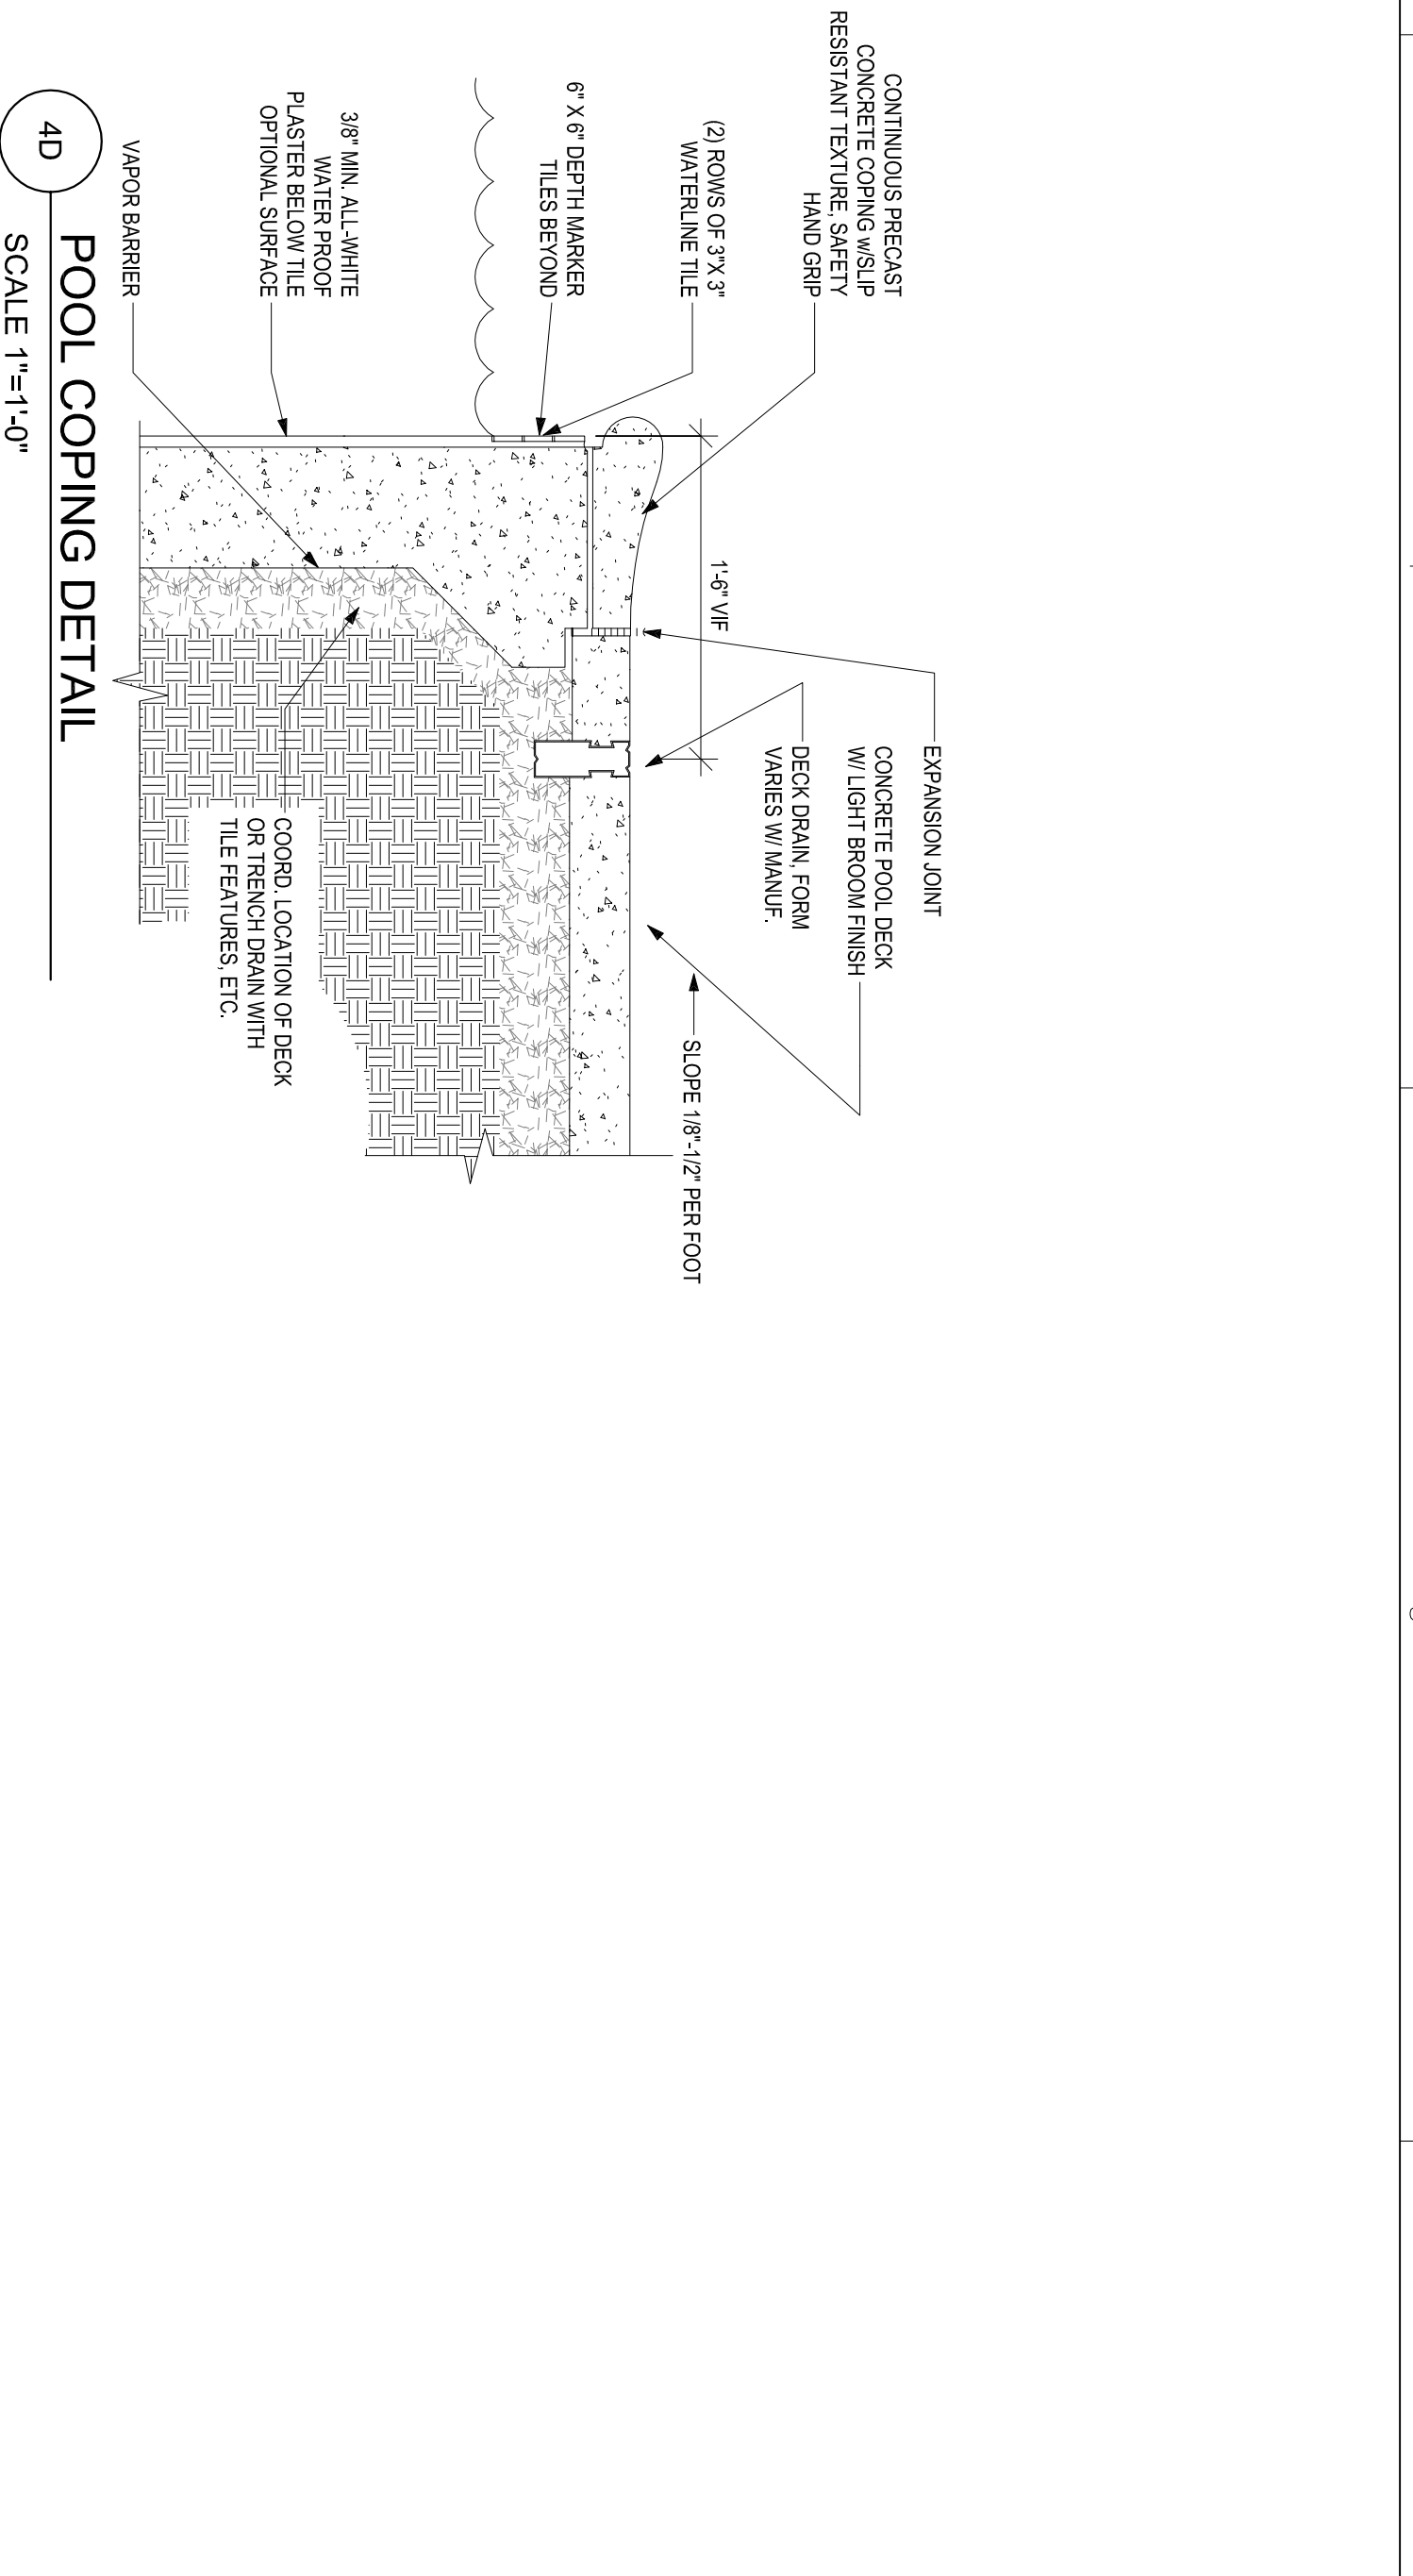 CONTINUOUS PRECAST
CONCRETE COPING w/SLIP
RESISTANT TEXTURE, SAFETY
HAND GRIP
(2) ROWS OF 3"X 3"
WATERLINE TILE
6" X 6" DEPTH MARKER
TILES BEYOND
3/8" MIN. ALL-WHITE
WATER PROOF
PLASTER BELOW TILE
OPTIONAL SURFACE
VAPOR BARRIER
1'-6" VIF
EXPANSION JOINT
CONCRETE POOL DECK
W/ LIGHT BROOM FINISH
DECK DRAIN, FORM
VARIES W/ MANUF.
SLOPE 1/8"-1/2" PER FOOT
COORD. LOCATION OF DECK
OR TRENCH DRAIN WITH
TILE FEATURES, ETC.
4D
POOL COPING DETAIL
SCALE 1"=1'-0"